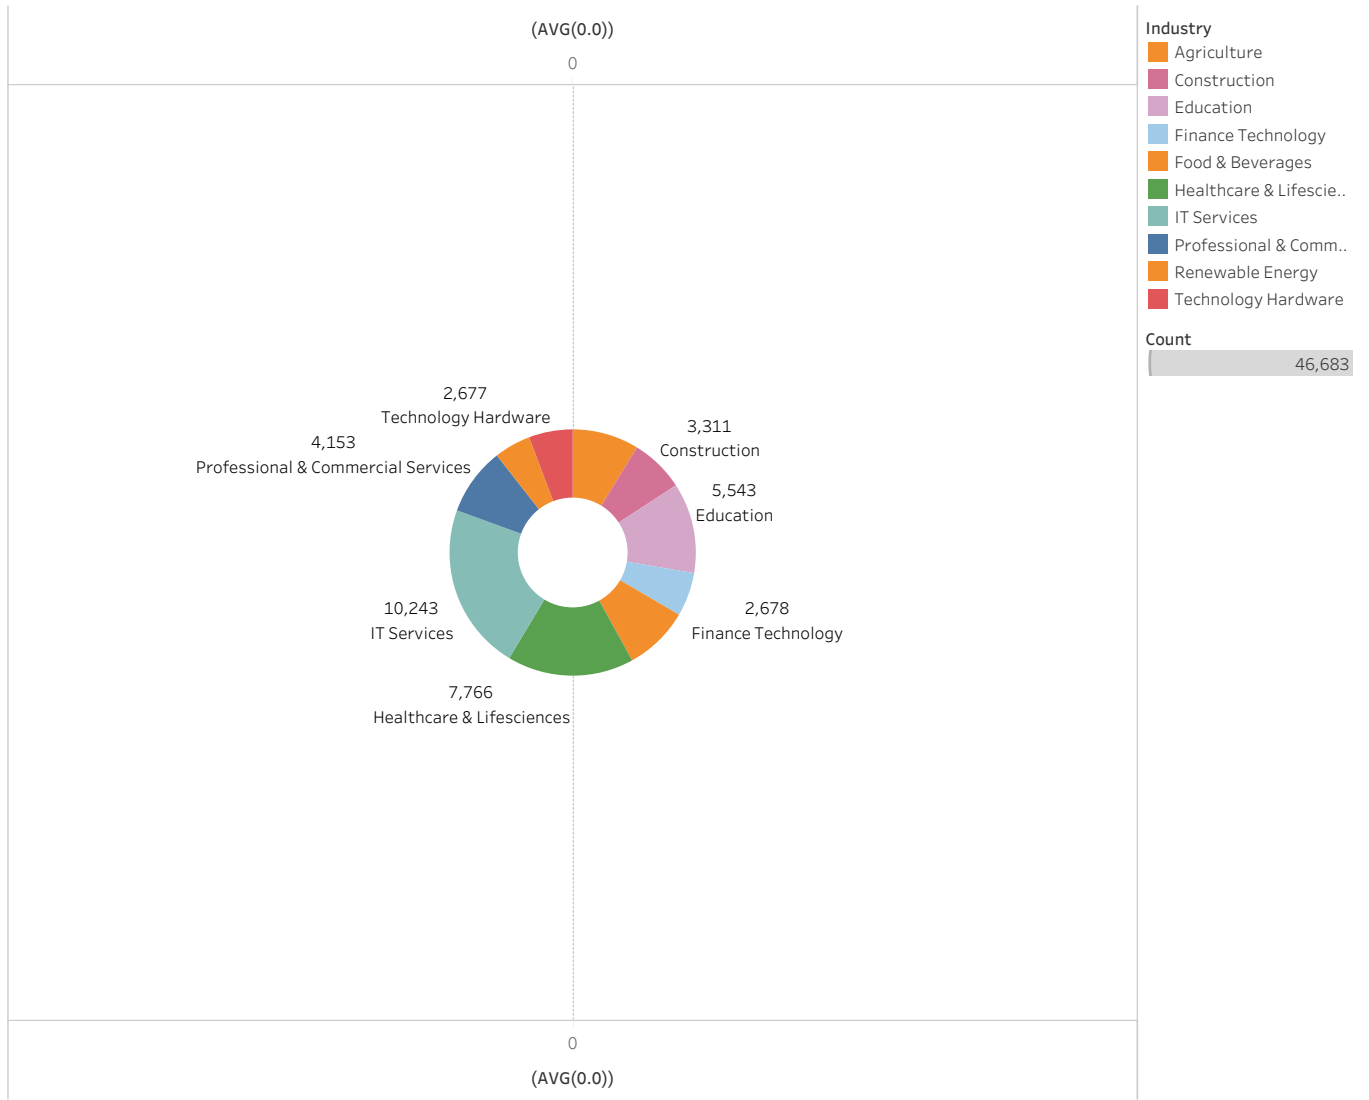 (AVG(0.0))
0
Industry
Agriculture
Construction
Education
Finance Technology
Food & Beverages
Healthcare & Lifescie..
IT Services
Professional & Comm..
Renewable Energy
Technology Hardware
Count
46,683
2,677
Technology Hardware
3,311
Construction
4,153
Professional & Commercial Services
5,543
Education
10,243
IT Services
2,678
Finance Technology
7,766
Healthcare & Lifesciences
0
(AVG(0.0))